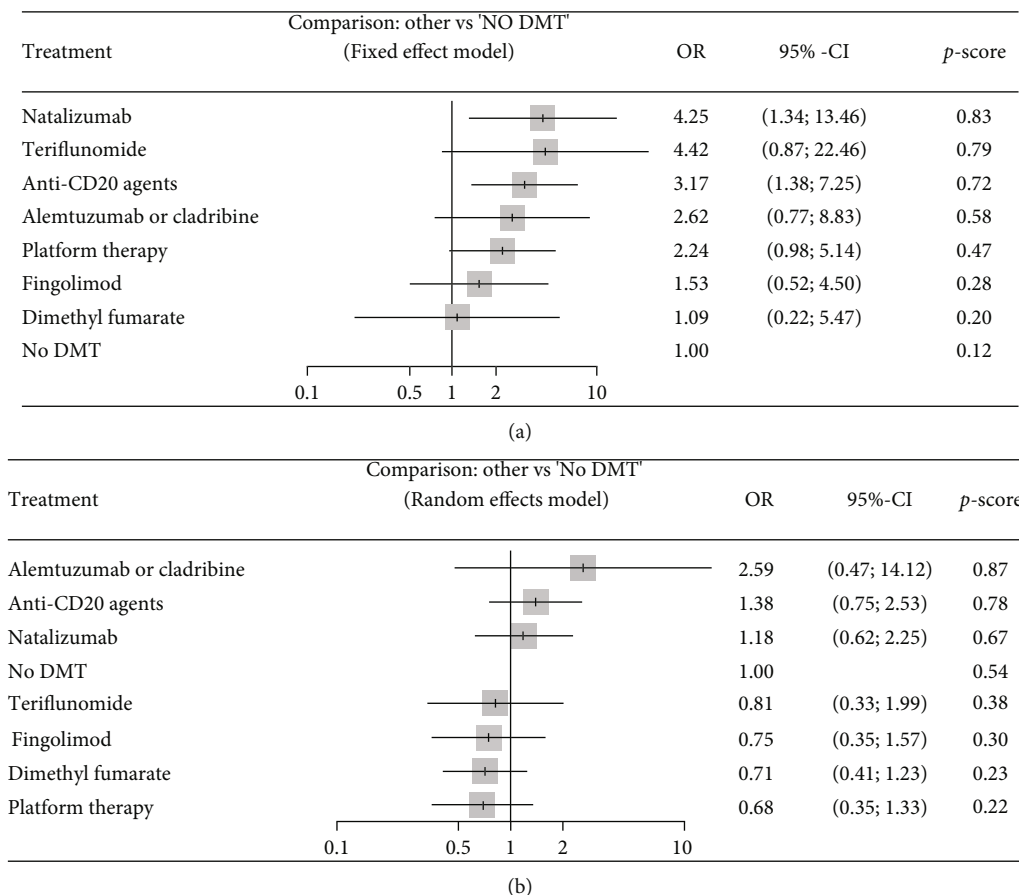 Comparison: other vs 'NO DMT'
Treatment (Fixed effect model) OR 95% -CI p-score
Natalizumab 4.25 (1.34; 13.46) 0.83
Teriflunomide 4.42 (0.87; 22.46) 0.79
Anti-CD20 agents 3.17 (1.38; 7.25) 0.72
Alemtuzumab or cladribine 2.62 (0.77; 8.83) 0.58
Platform therapy 2.24 (0.98; 5.14) 0.47
Fingolimod 1.53 (0.52; 4.50) 0.28
Dimethyl fumarate 1.09 (0.22; 5.47) 0.20
No DMT 1.00 0.12
0.1 0.5 1 2 10
(a)
Comparison: other vs 'No DMT'
Treatment (Random effects model) OR 95%-CI p-score
Alemtuzumab or cladribine 2.59 (0.47; 14.12) 0.87
Anti-CD20 agents 1.38 (0.75; 2.53) 0.78
Natalizumab 1.18 (0.62; 2.25) 0.67
No DMT 1.00 0.54
Teriflunomide 0.81 (0.33; 1.99) 0.38
Fingolimod 0.75 (0.35; 1.57) 0.30
Dimethyl fumarate 0.71 (0.41; 1.23) 0.23
Platform therapy 0.68 (0.35; 1.33) 0.22
0.1 0.5 1 2 10
(b)